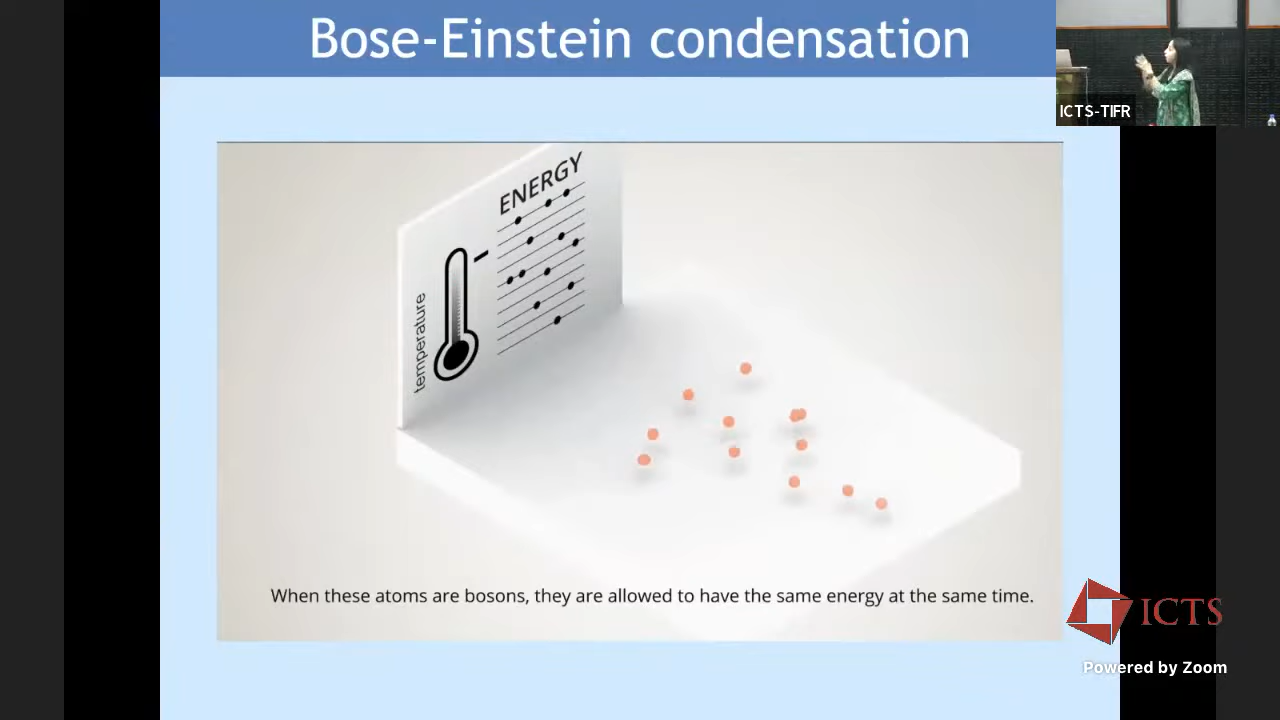 Bose-Einstein condensation
ICTS-TIFR
ENERGY
temperature
When these atoms are bosons, they are allowed to have the same energy at the same time.
ICTS
Powered by Zoom